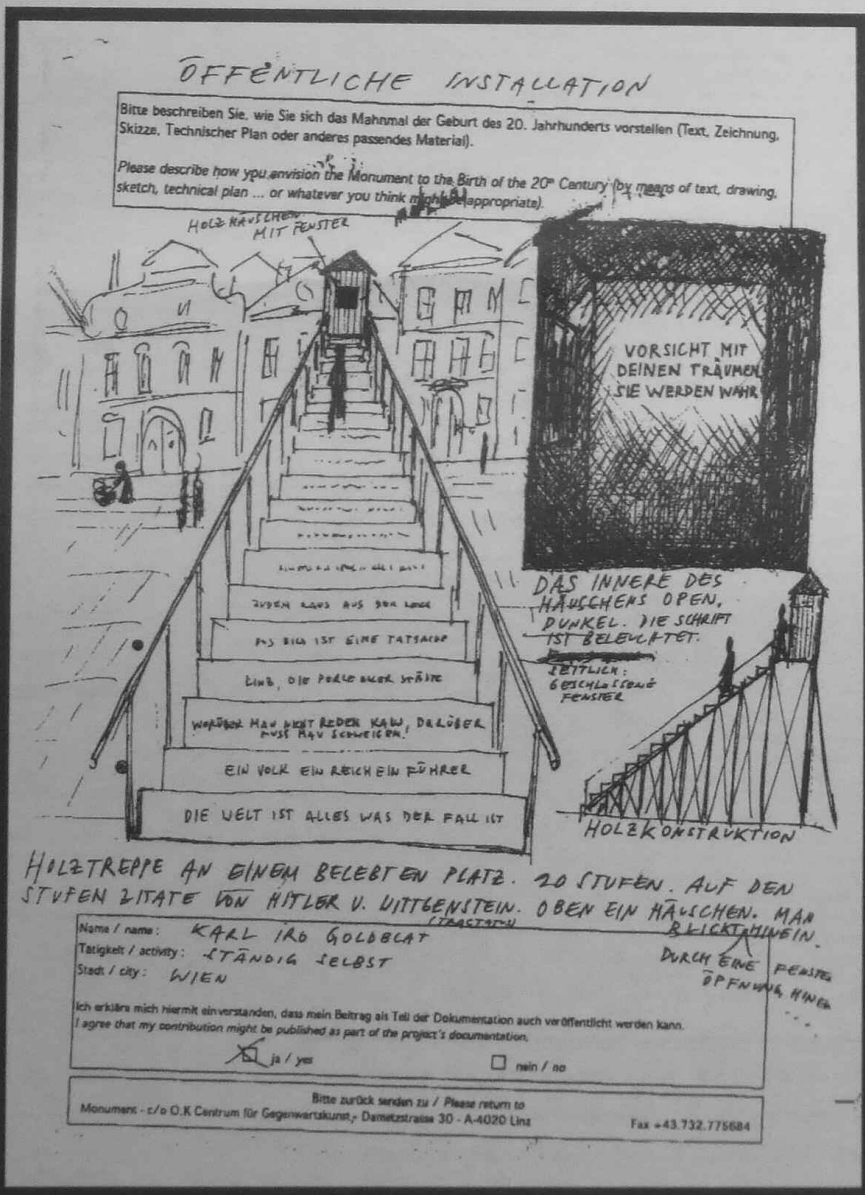 ÖFFENTLICHE INSTALLATION
Bitte beschreiben Sie, wie Sie sich das Mahnmal der Geburt des 20. Jahrhunderts vorstellen (Text, Zeichnung,
Skizze, Technischer Plan oder anderes passendes Material).
Please describe how you envision the Monument to the Birth of the 20th Century (by means of text, drawing,
sketch, technical plan ... or whatever you think might be appropriate).
HOLZHÄUSCHEN
MIT FENSTER
VORSICHT MIT
DEINEN TRÄUMEN
SIE WERDEN WAHR
DAS INNERE DES
HÄUSCHENS OPEN,
DUNKEL. DIE SCHRIFT
IST BELEUCHTET.
SEITLICH:
GESCHLOSSENE
FENSTER
JUDEN RAUS AUS DER
DAS BILD IST EINE TATSACHE
LINZ, DIE PERLE ALLER STÄDTE
WORÜBER MAN NICHT REDEN KANN, DARÜBER
MUSS MAN SCHWEIGEN!
EIN VOLK EIN REICH EIN FÜHRER
DIE WELT IST ALLES WAS DER FALL IST
HOLZKONSTRUKTION
HOLZTREPPE AN EINEM BELEBTEN PLATZ. 20 STUFEN. AUF DEN
STUFEN ZITATE VON HITLER U. WITTGENSTEIN. OBEN EIN HÄUSCHEN. MAN
(TRACTATUS)
BLICKT HINEIN.
DURCH EINE FENSTER
ÖFFNUNG HINEIN
....
Name / name: KARL IRO GOLDBLAT
Tätigkeit / activity: STÄNDIG SELBST
Stadt / city: WIEN
Ich erkläre mich hiermit einverstanden, dass mein Beitrag als Teil der Dokumentation auch veröffentlicht werden kann.
I agree that my contribution might be published as part of the project's documentation.
ja / yes
nein / no
Bitte zurück senden zu / Please return to
Monument - c/o O.K Centrum für Gegenwartskunst,- Dametzstrasse 30 - A-4020 Linz
Fax +43.732.775684